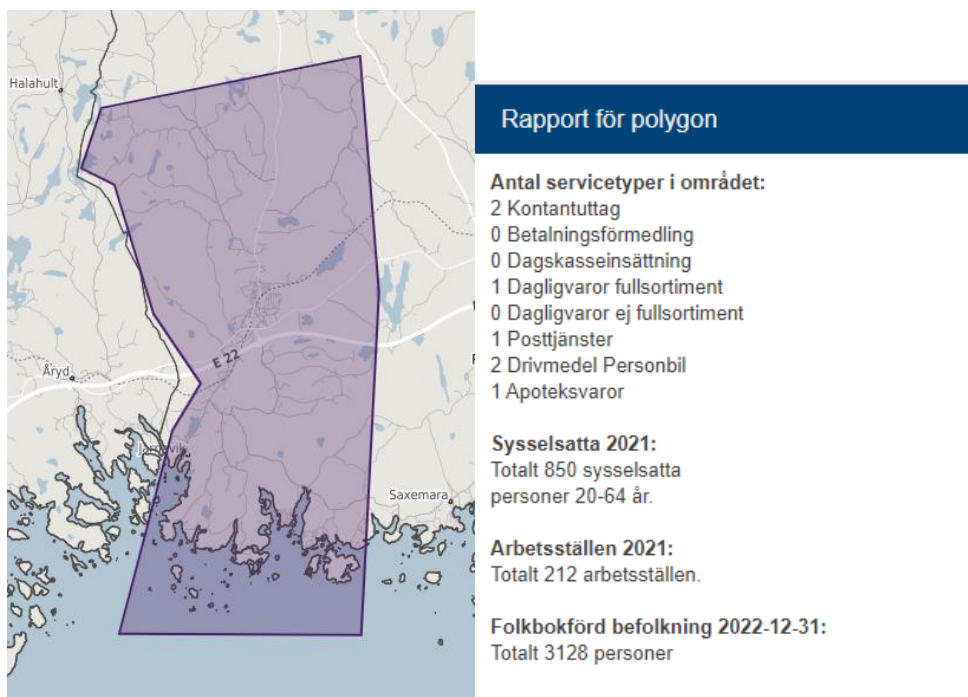 Halahult
E 22
Åryd
Saxemara
Rapport för polygon
Antal servicetyper i området:
2 Kontantuttag
0 Betalningsförmedling
0 Dagskasseinsättning
1 Dagligvaror fullsortiment
0 Dagligvaror ej fullsortiment
1 Posttjänster
2 Drivmedel Personbil
1 Apoteksvaror
Sysselsatta 2021:
Totalt 850 sysselsatta
personer 20-64 år.
Arbetsställen 2021:
Totalt 212 arbetsställen.
Folkbokförd befolkning 2022-12-31:
Totalt 3128 personer